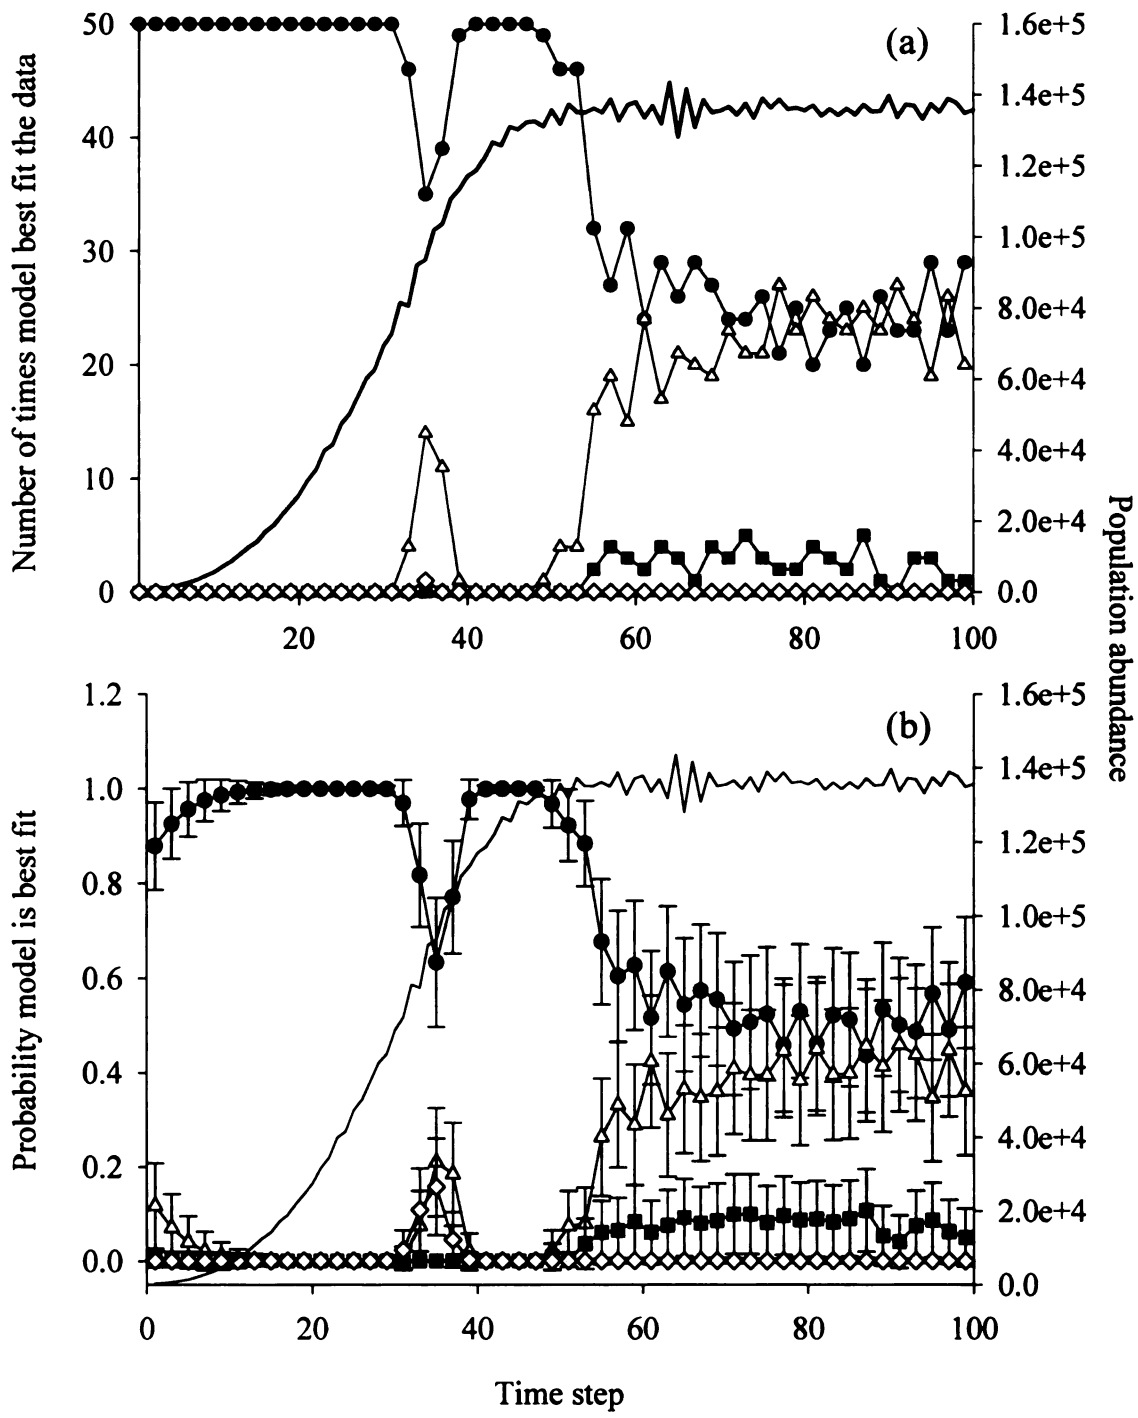 (a)
Number of times model best fit the data
50
40
30
20
10
0
1.6e+5
1.4e+5
1.2e+5
1.0e+5
8.0e+4
6.0e+4
4.0e+4
2.0e+4
0.0
20 40 60 80 100
Population abundance
(b)
Probability model is best fit
1.2
1.0
0.8
0.6
0.4
0.2
0.0
1.6e+5
1.4e+5
1.2e+5
1.0e+5
8.0e+4
6.0e+4
4.0e+4
2.0e+4
0.0
0 20 40 60 80 100
Time step